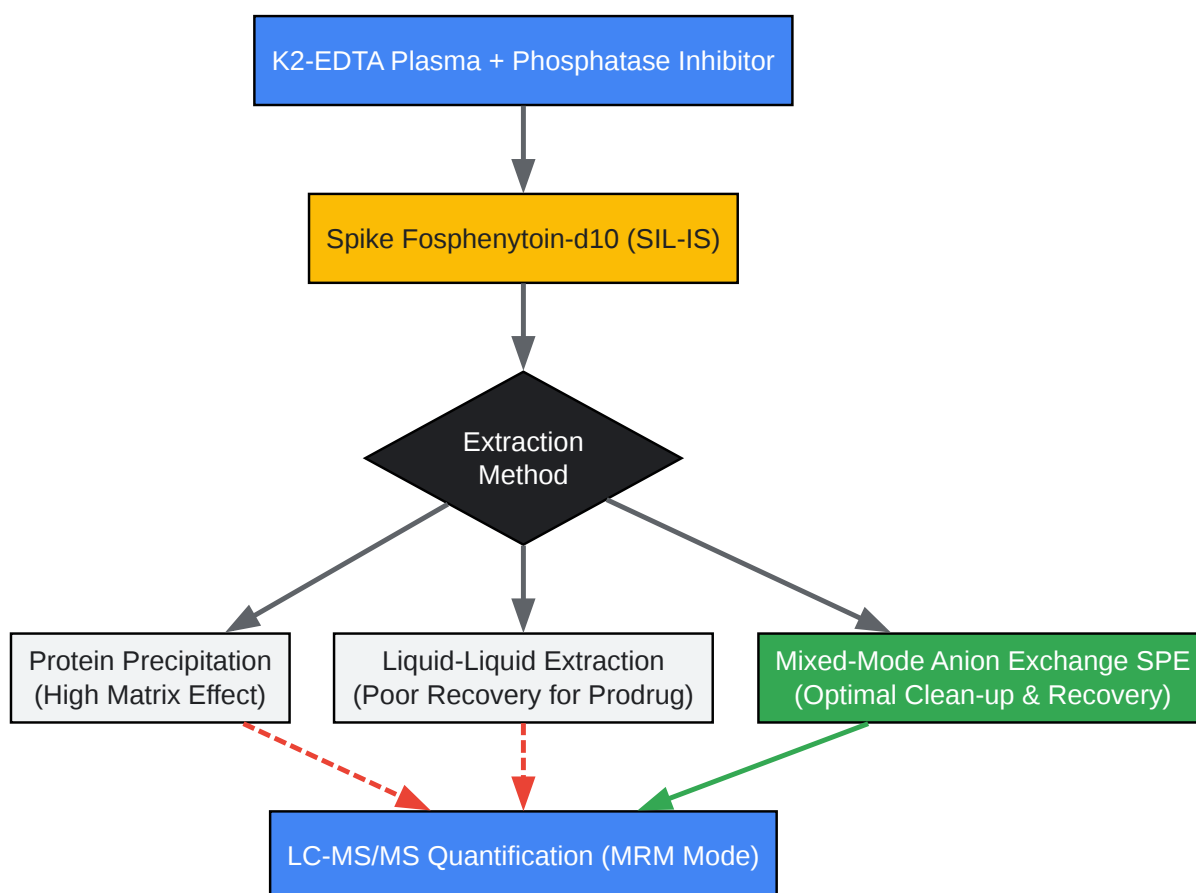 K2-EDTA Plasma + Phosphatase Inhibitor
Spike Fosphenytoin-d10 (SIL-IS)
Extraction
Method
Protein Precipitation
(High Matrix Effect)
Liquid-Liquid Extraction
(Poor Recovery for Prodrug)
Mixed-Mode Anion Exchange SPE
(Optimal Clean-up & Recovery)
LC-MS/MS Quantification (MRM Mode)